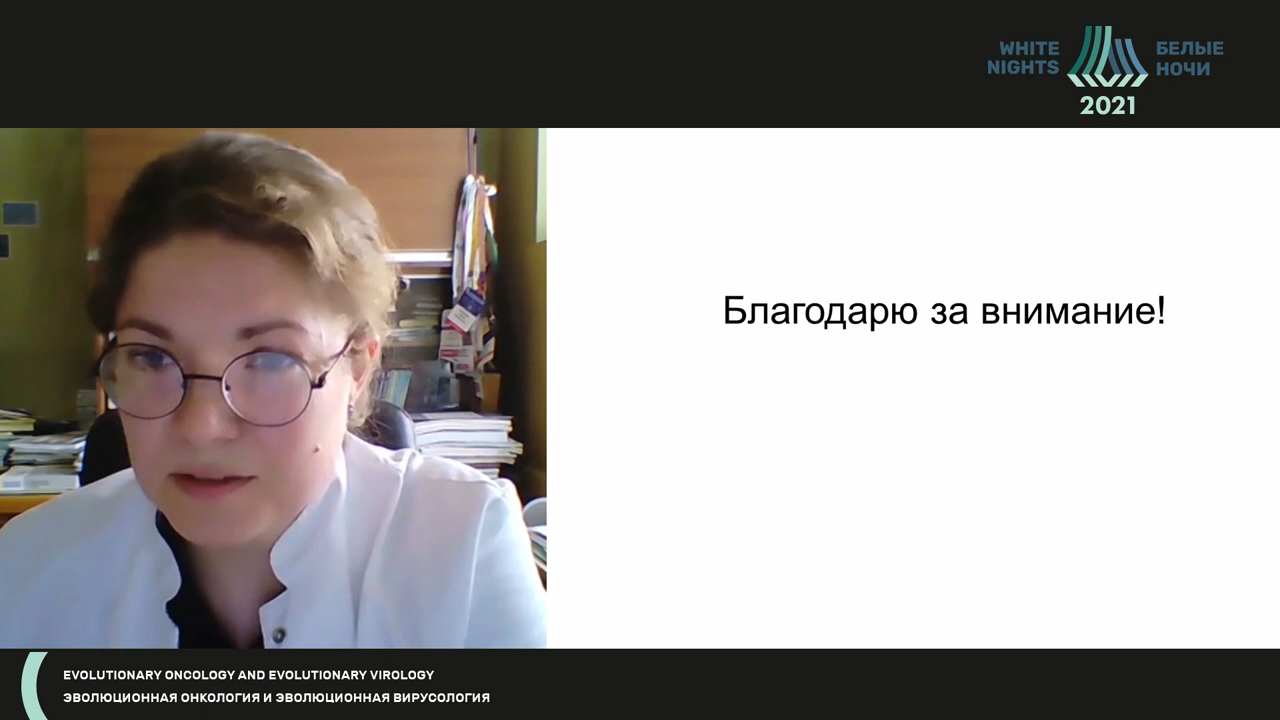 WHITE
NIGHTS
БЕЛЫЕ
НОЧИ
2021
Благодарю за внимание!
EVOLUTIONARY ONCOLOGY AND EVOLUTIONARY VIROLOGY
ЭВОЛЮЦИОННАЯ ОНКОЛОГИЯ И ЭВОЛЮЦИОННАЯ ВИРУСОЛОГИЯ